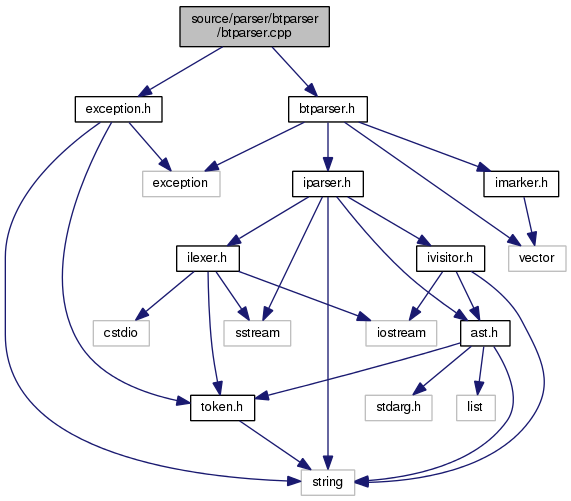 source/parser/btparser
/btparser.cpp
exception.h
btparser.h
exception
iparser.h
imarker.h
ilexer.h
ivisitor.h
vector
cstdio
sstream
iostream
ast.h
token.h
stdarg.h
list
string